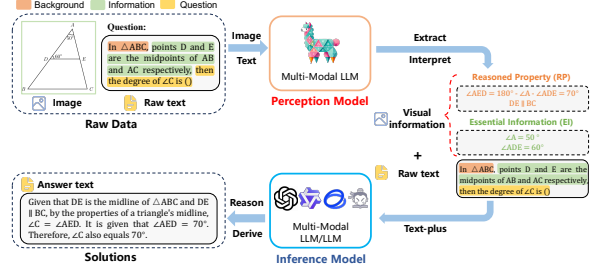 Background Information Question
Question:
In △ABC, points D and E
are the midpoints of AB
and AC respectively, then
the degree of ∠C is ()
A
D
E
B
C
Image
Raw text
Raw Data
Image
Text
Multi-Modal LLM
Perception Model
Extract
Interpret
Reasoned Property (RP)
∠AED = 180° - ∠A - ∠ADE = 70°
DE ∥ BC
Essential Information (EI)
∠A = 50 °
∠ADE = 60°
Visual
information
+
Raw text
In △ABC, points D and E are the
midpoints of AB and AC respectively,
then the degree of ∠C is ()
Text-plus
Multi-Modal
LLM/LLM
Inference Model
Reason
Derive
Answer text
Given that DE is the midline of △ABC and DE
∥ BC, by the properties of a triangle's midline,
∠C = ∠AED. It is given that ∠AED = 70°.
Therefore, ∠C also equals 70°.
Solutions